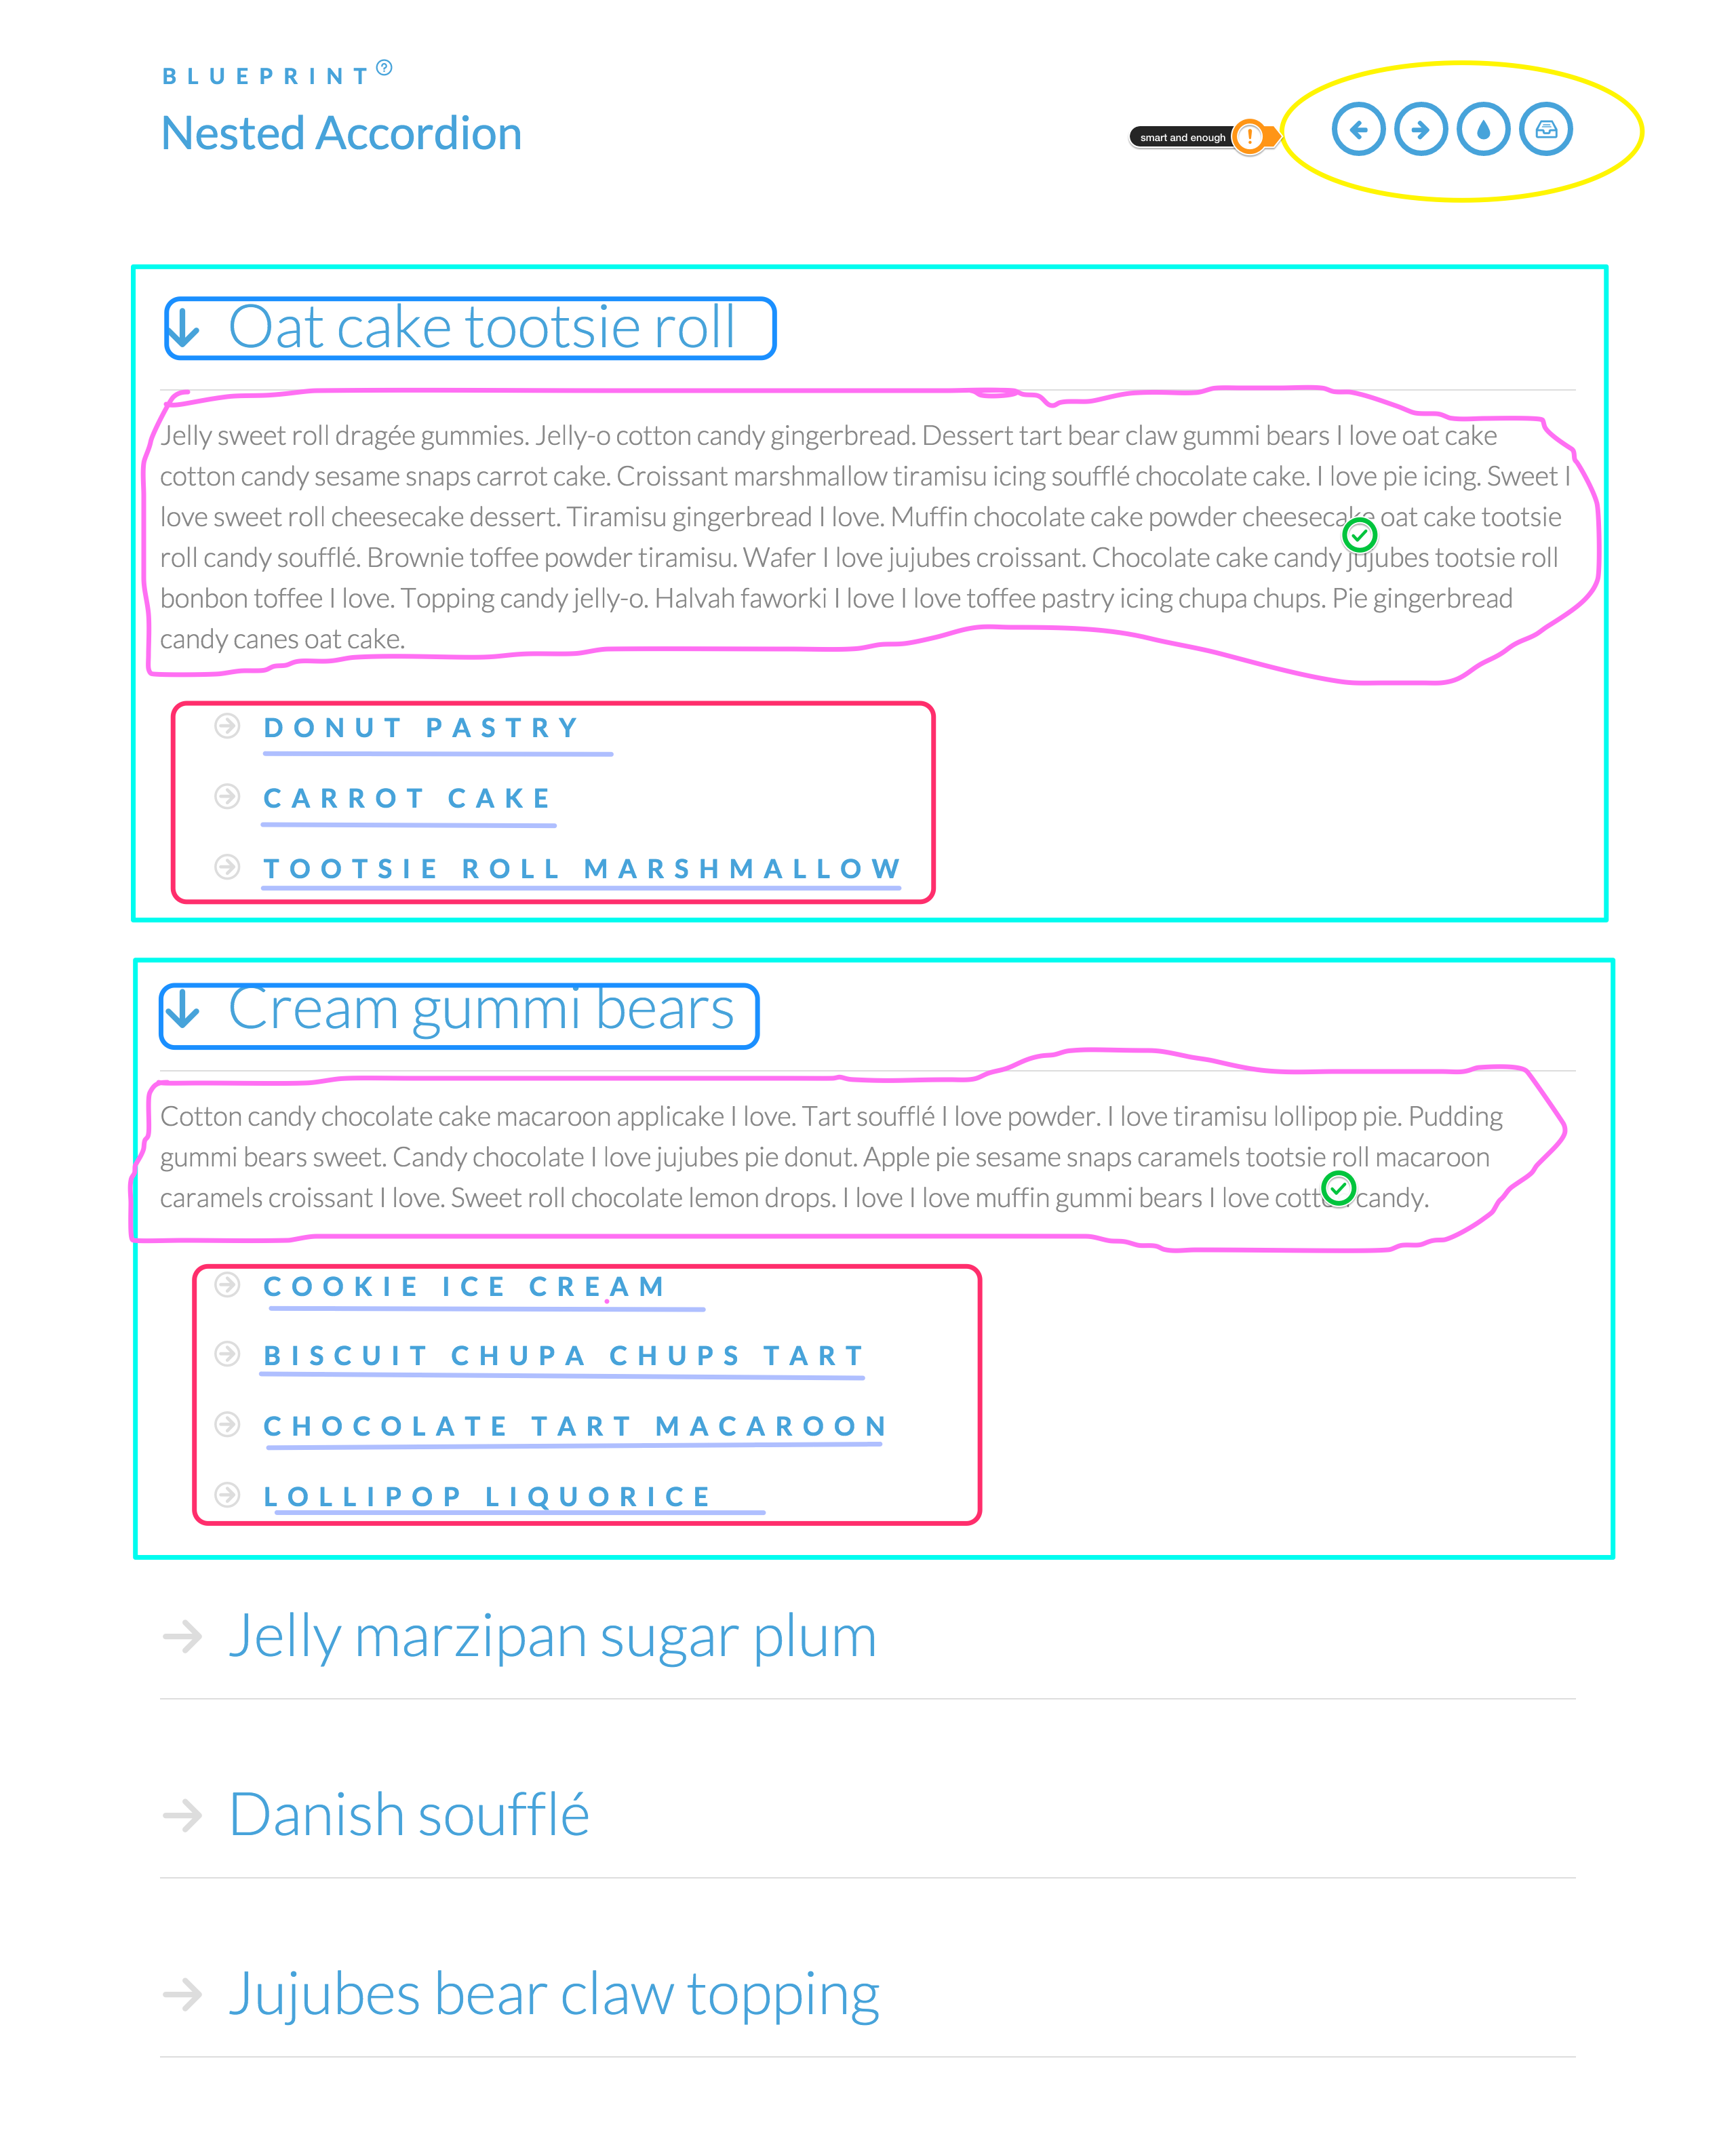 BLUEPRINT
Nested Accordion
smart and enough
Oat cake tootsie roll
Jelly sweet roll dragée gummies. Jelly-o cotton candy gingerbread. Dessert tart bear claw gummi bears I love oat cake
cotton candy sesame snaps carrot cake. Croissant marshmallow tiramisu icing soufflé chocolate cake. I love pie icing. Sweet I
love sweet roll cheesecake dessert. Tiramisu gingerbread I love. Muffin chocolate cake powder cheesecake oat cake tootsie
roll candy soufflé. Brownie toffee powder tiramisu. Wafer I love jujubes croissant. Chocolate cake candy jujubes tootsie roll
bonbon toffee I love. Topping candy jelly-o. Halvah faworki I love I love toffee pastry icing chupa chups. Pie gingerbread
candy canes oat cake.
DONUT PASTRY
CARROT CAKE
TOOTSIE ROLL MARSHMALLOW
Cream gummi bears
Cotton candy chocolate cake macaroon applicake I love. Tart soufflé I love powder. I love tiramisu lollipop pie. Pudding
gummi bears sweet. Candy chocolate I love jujubes pie donut. Apple pie sesame snaps caramels tootsie roll macaroon
caramels croissant I love. Sweet roll chocolate lemon drops. I love I love muffin gummi bears I love cotton candy.
COOKIE ICE CREAM
BISCUIT CHUPA CHUPS TART
CHOCOLATE TART MACAROON
LOLLIPOP LIQUORICE
Jelly marzipan sugar plum
Danish soufflé
Jujubes bear claw topping